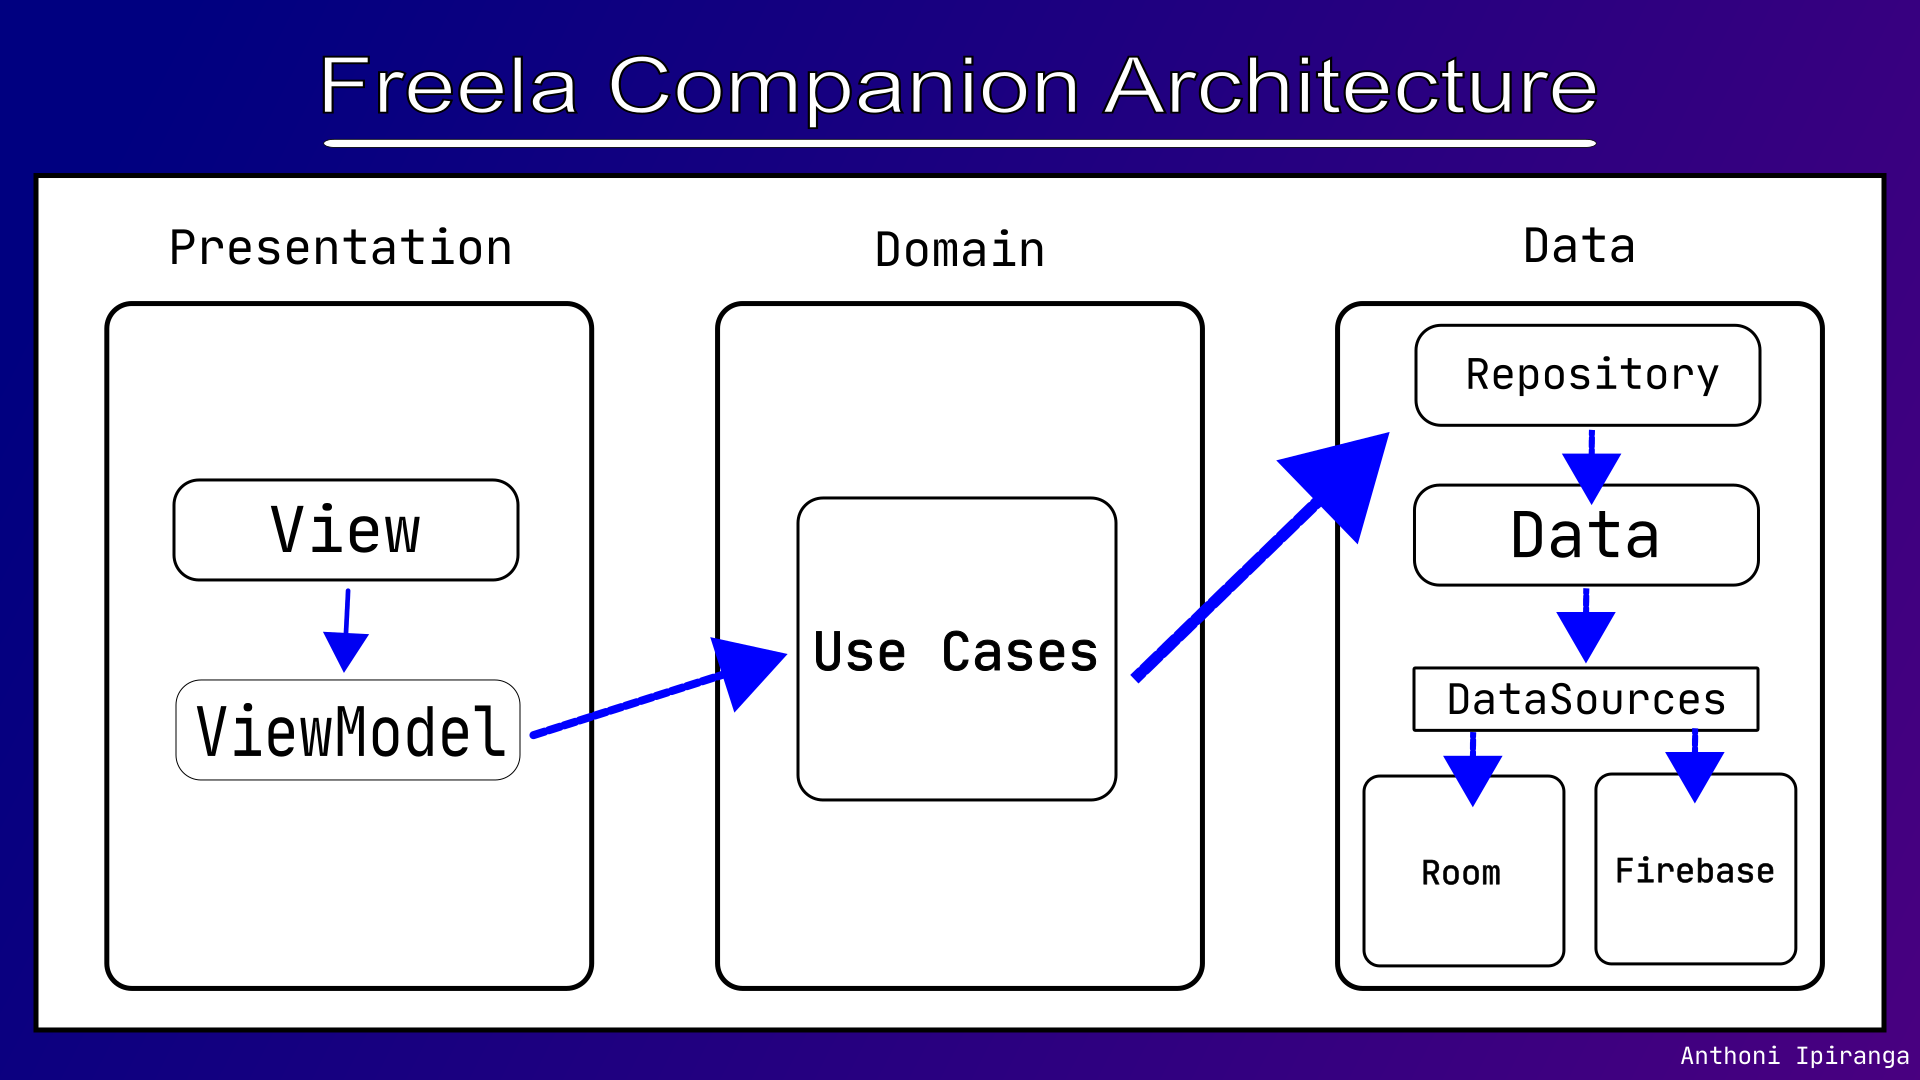 Freela Companion Architecture
Presentation
View
ViewModel
Domain
Use Cases
Data
Repository
Data
DataSources
Room
Firebase
Anthoni Ipiranga